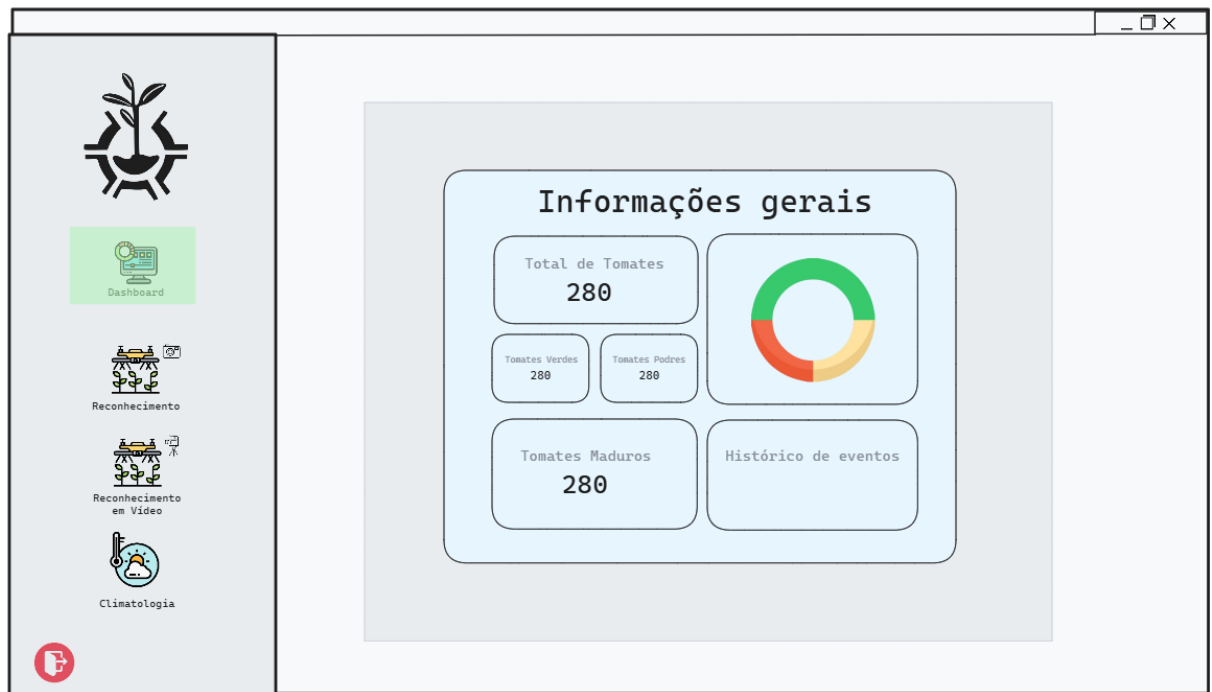 Dashboard
Reconhecimento
Reconhecimento
em Vídeo
Climatologia
Informações gerais
Total de Tomates
280
Tomates Verdes
280
Tomates Podres
280
Tomates Maduros
280
Histórico de eventos